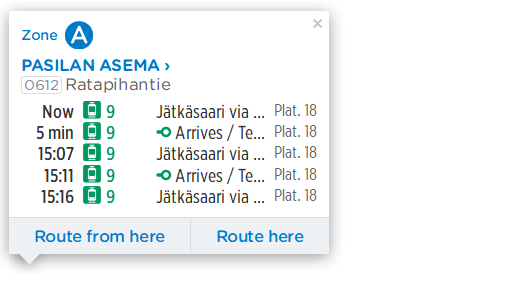 Zone A
×
PASILAN ASEMA ›
0612 Ratapihantie
Now 9 Jätkäsaari via ... Plat. 18
5 min 9 Arrives / Te... Plat. 18
15:07 9 Jätkäsaari via ... Plat. 18
15:11 9 Arrives / Te... Plat. 18
15:16 9 Jätkäsaari via ... Plat. 18
Route from here Route here